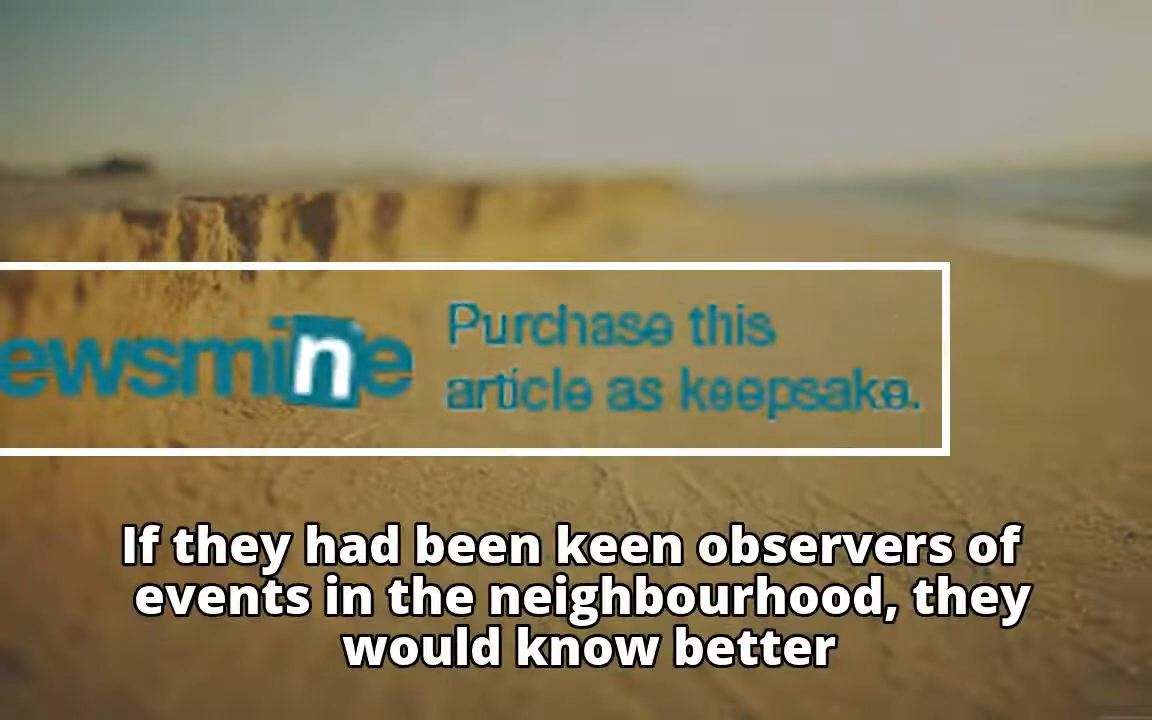 ewsmine
Purchase this
article as keepsake.
If they had been keen observers of
events in the neighbourhood, they
would know better